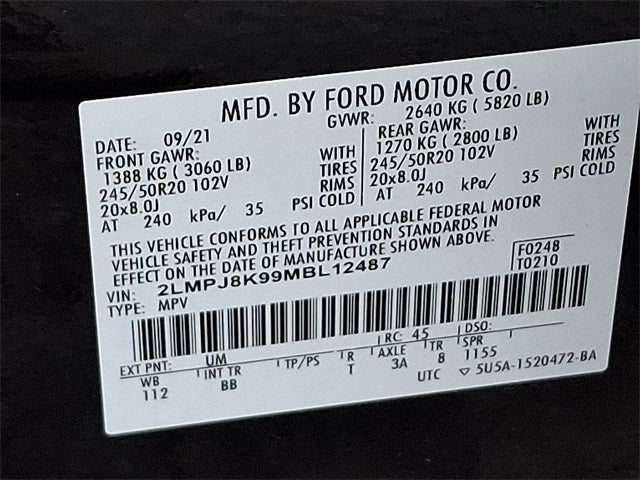 MFD. BY FORD MOTOR CO.
DATE: 09/21 GVWR: 2640 KG ( 5820 LB)
FRONT GAWR: REAR GAWR:
1388 KG ( 3060 LB) WITH 1270 KG ( 2800 LB) WITH
245/50R20 102V TIRES 245/50R20 102V TIRES
20x8.0J RIMS 20x8.0J RIMS
AT 240 kPa/ 35 PSI COLD AT 240 kPa/ 35 PSI COLD
THIS VEHICLE CONFORMS TO ALL APPLICABLE FEDERAL MOTOR
VEHICLE SAFETY AND THEFT PREVENTION STANDARDS IN
EFFECT ON THE DATE OF MANUFACTURE SHOWN ABOVE.
VIN: 2LMPJ8K99MBL12487 F0248
TYPE: MPV T0210
EXT PNT: UM RC: 45 DSO:
WB INT TR TP/PS R AXLE TR SPR
112 BB T 3A 8 1155
UTC ▽ 5U5A-1520472-BA